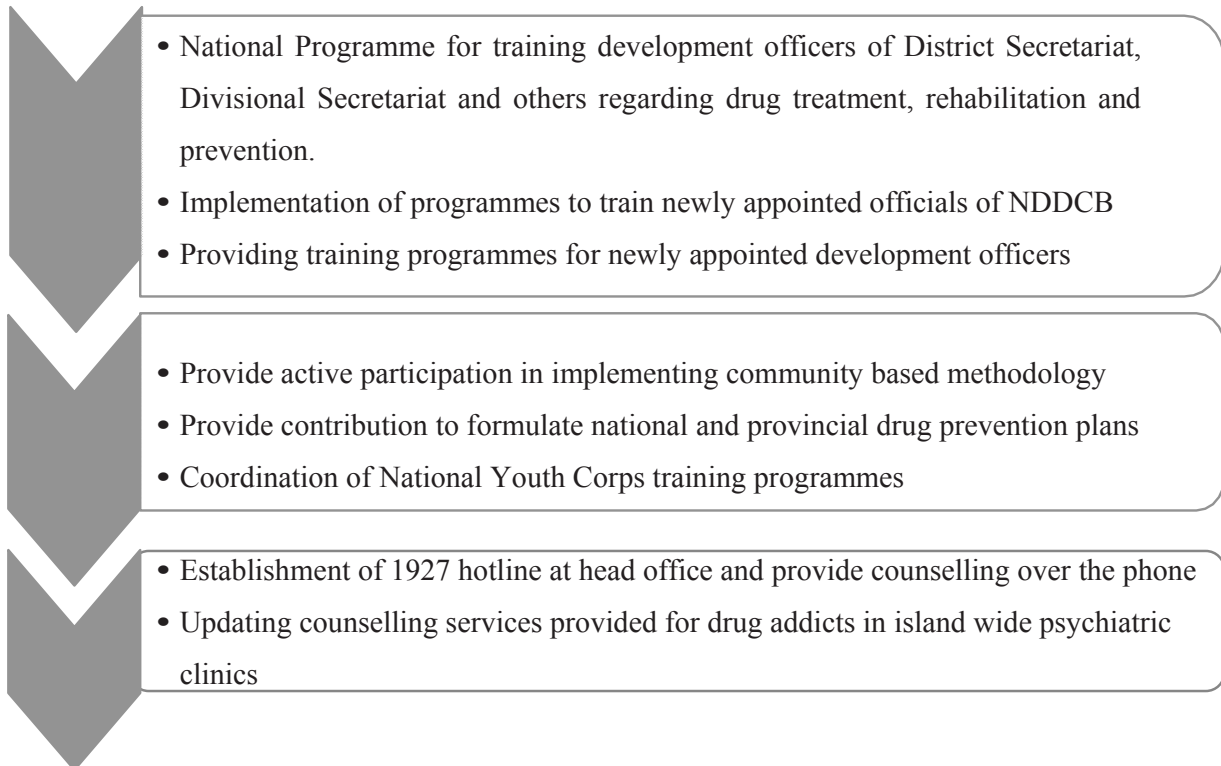 • National Programme for training development officers of District Secretariat,
Divisional Secretariat and others regarding drug treatment, rehabilitation and
prevention.
• Implementation of programmes to train newly appointed officials of NDDCB
• Providing training programmes for newly appointed development officers
• Provide active participation in implementing community based methodology
• Provide contribution to formulate national and provincial drug prevention plans
• Coordination of National Youth Corps training programmes
• Establishment of 1927 hotline at head office and provide counselling over the phone
• Updating counselling services provided for drug addicts in island wide psychiatric
clinics